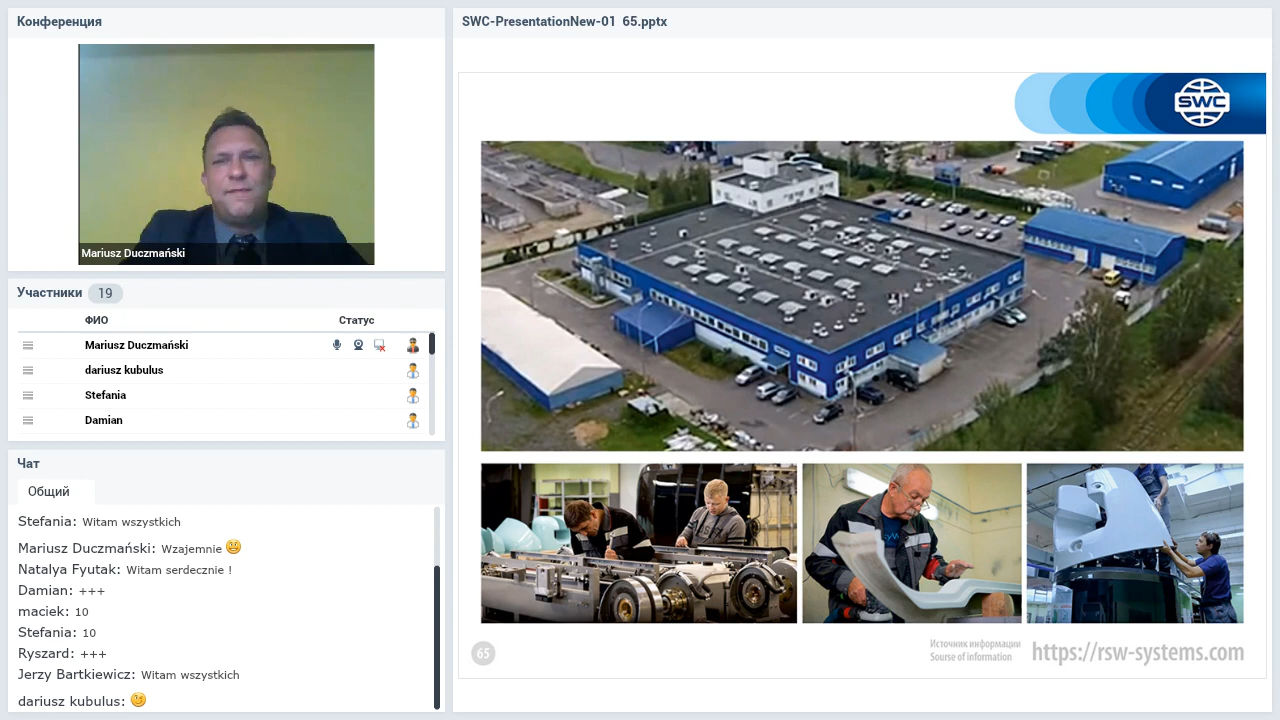 Конференция
Mariusz Duczmański
Участники 19
ФИО Статус
Mariusz Duczmański
dariusz kubulus
Stefania
Damian
Чат
Общий
Stefania: Witam wszystkich
Mariusz Duczmański: Wzajemnie
Natalya Fyutak: Witam serdecznie !
Damian: +++
maciek: 10
Stefania: 10
Ryszard: +++
Jerzy Bartkiewicz: Witam wszystkich
dariusz kubulus:
SWC-PresentationNew-01 65.pptx
SWC
65
Источник информации
Sourse of information
https://rsw-systems.com